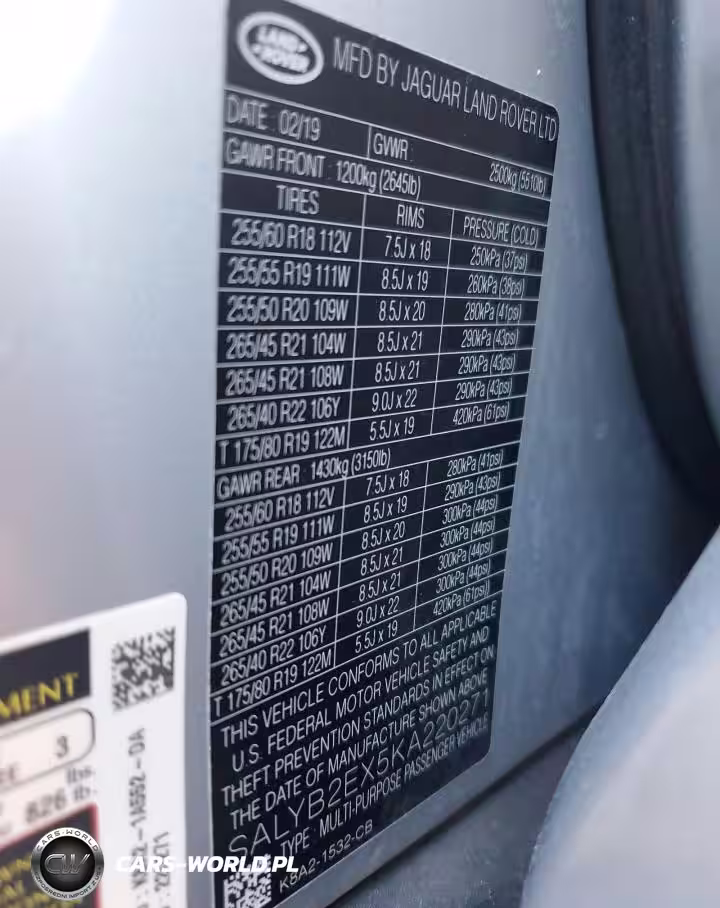 LAND ROVER
MFD BY JAGUAR LAND ROVER LTD
DATE: 02/19 GVWR: 2500kg (5510lb)
GAWR FRONT : 1200kg (2645lb)
TIRES RIMS PRESSURE (COLD)
255/60 R18 112V 7.5J x 18 250kPa (37psi)
255/55 R19 111W 8.5J x 19 260kPa (38psi)
255/50 R20 109W 8.5J x 20 280kPa (41psi)
265/45 R21 104W 8.5J x 21 290kPa (43psi)
265/45 R21 108W 8.5J x 21 290kPa (43psi)
265/40 R22 106Y 9.0J x 22 290kPa (43psi)
T 175/80 R19 122M 5.5J x 19 420kPa (61psi)
GAWR REAR : 1430kg (3150lb)
255/60 R18 112V 7.5J x 18 280kPa (41psi)
255/55 R19 111W 8.5J x 19 290kPa (43psi)
255/50 R20 109W 8.5J x 20 300kPa (44psi)
265/45 R21 104W 8.5J x 21 300kPa (44psi)
265/45 R21 108W 8.5J x 21 300kPa (44psi)
265/40 R22 106Y 9.0J x 22 300kPa (44psi)
T 175/80 R19 122M 5.5J x 19 420kPa (61psi)
THIS VEHICLE CONFORMS TO ALL APPLICABLE
U.S. FEDERAL MOTOR VEHICLE SAFETY AND
THEFT PREVENTION STANDARDS IN EFFECT ON
THE DATE OF MANUFACTURE SHOWN ABOVE
SALYB2EX5KA220271
TYPE : MULTI-PURPOSE PASSENGER VEHICLE
K8A2-1532-CB
MENT
3
lbs.
826 lb
CARS-WORLD
CW
CARS-WORLD.PL